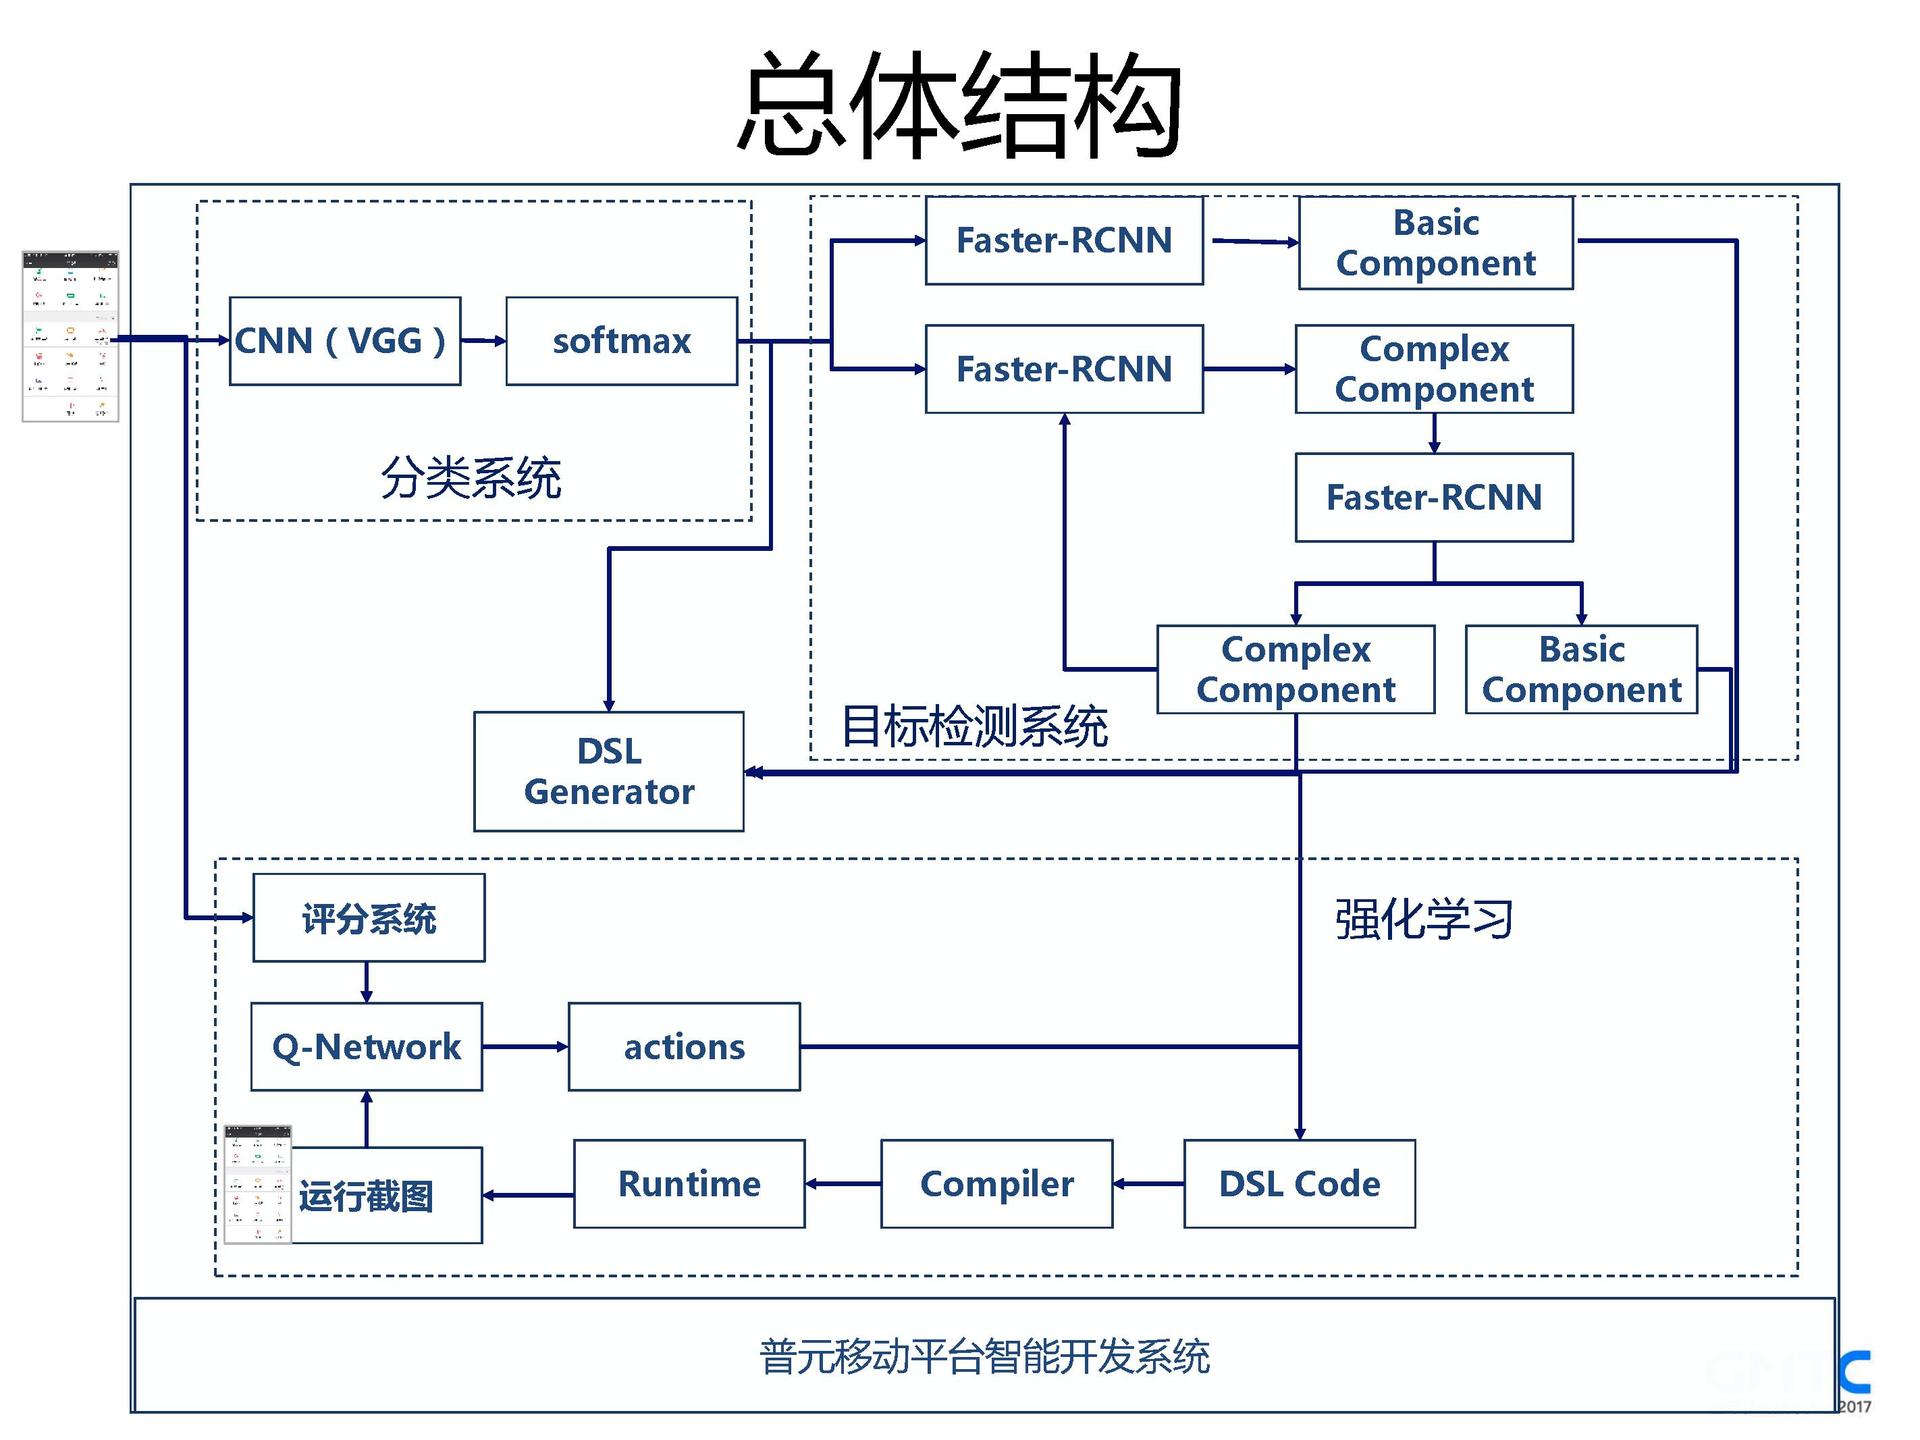 总体结构
Faster-RCNN
Basic
Component
CNN（VGG）
softmax
Faster-RCNN
Complex
Component
分类系统
Faster-RCNN
Complex
Component
Basic
Component
目标检测系统
DSL
Generator
评分系统
强化学习
Q-Network
actions
运行截图
Runtime
Compiler
DSL Code
普元移动平台智能开发系统
GMTC
2017